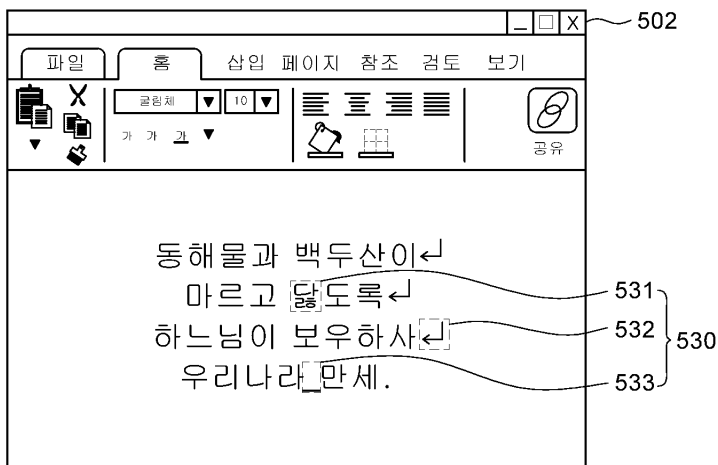 _ □ X 502
파일 홈 삽입 페이지 참조 검토 보기
굴림체 ▼ 10 ▼
가 가 가 ▼
공유
동해물과 백두산이↵
마르고 닳도록↵ 531
하느님이 보우하사↵ 532 530
우리나라_만세. 533